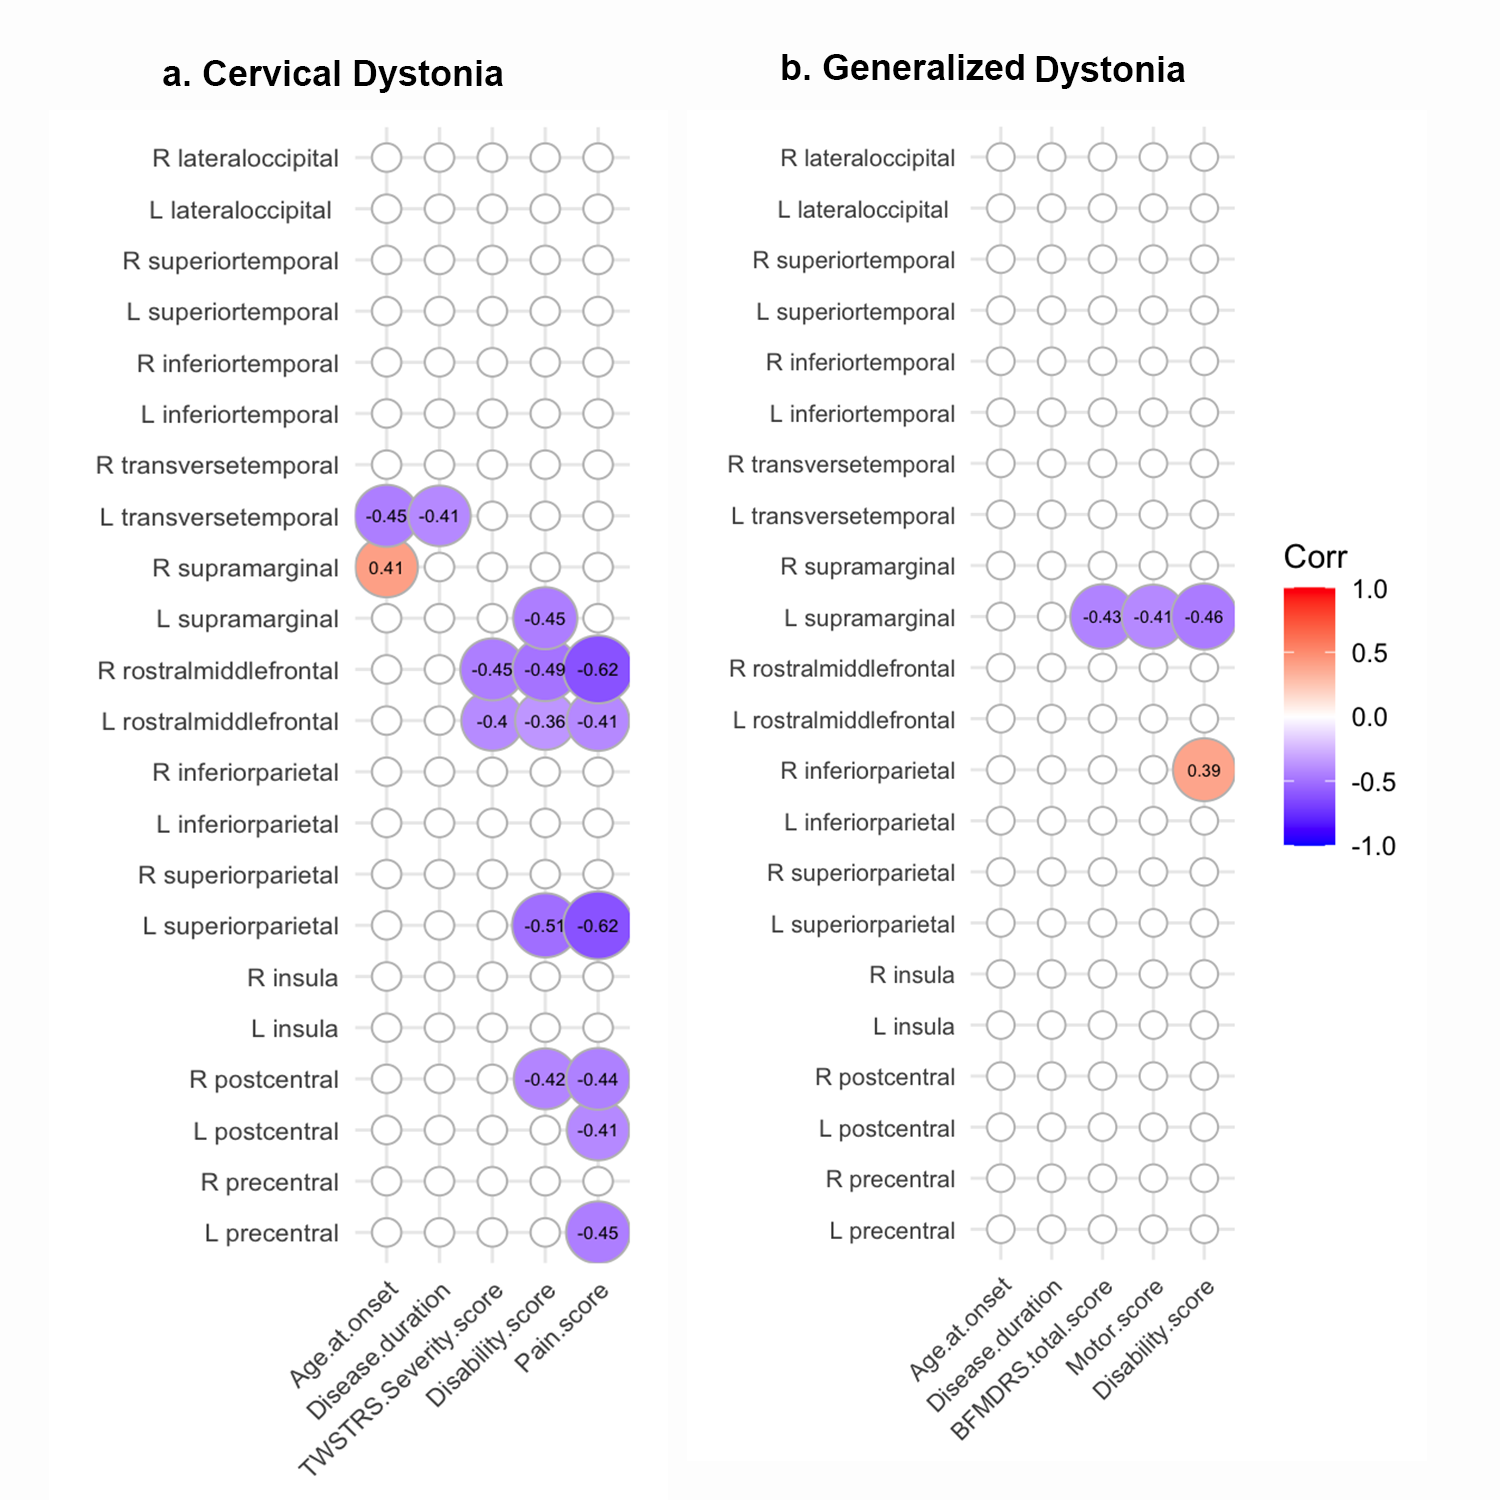 a. Cervical Dystonia
R lateraloccipital
L lateraloccipital
R superiortemporal
L superiortemporal
R inferiortemporal
L inferiortemporal
R transversetemporal
L transversetemporal -0.45 -0.41
R supramarginal 0.41
L supramarginal -0.45
R rostralmiddlefrontal -0.45 -0.49 -0.62
L rostralmiddlefrontal -0.4 -0.36 -0.41
R inferiorparietal
L inferiorparietal
R superiorparietal
L superiorparietal -0.51 -0.62
R insula
L insula
R postcentral -0.42 -0.44
L postcentral -0.41
R precentral
L precentral -0.45
Age.at.onset
Disease.duration
TWSTRS.Severity.score
Disability.score
Pain.score
b. Generalized Dystonia
R lateraloccipital
L lateraloccipital
R superiortemporal
L superiortemporal
R inferiortemporal
L inferiortemporal
R transversetemporal
L transversetemporal
R supramarginal
L supramarginal -0.43 -0.41 -0.46
R rostralmiddlefrontal
L rostralmiddlefrontal
R inferiorparietal 0.39
L inferiorparietal
R superiorparietal
L superiorparietal
R insula
L insula
R postcentral
L postcentral
R precentral
L precentral
Age.at.onset
Disease.duration
BFMDRS.total.score
Motor.score
Disability.score
Corr
1.0
0.5
0.0
-0.5
-1.0